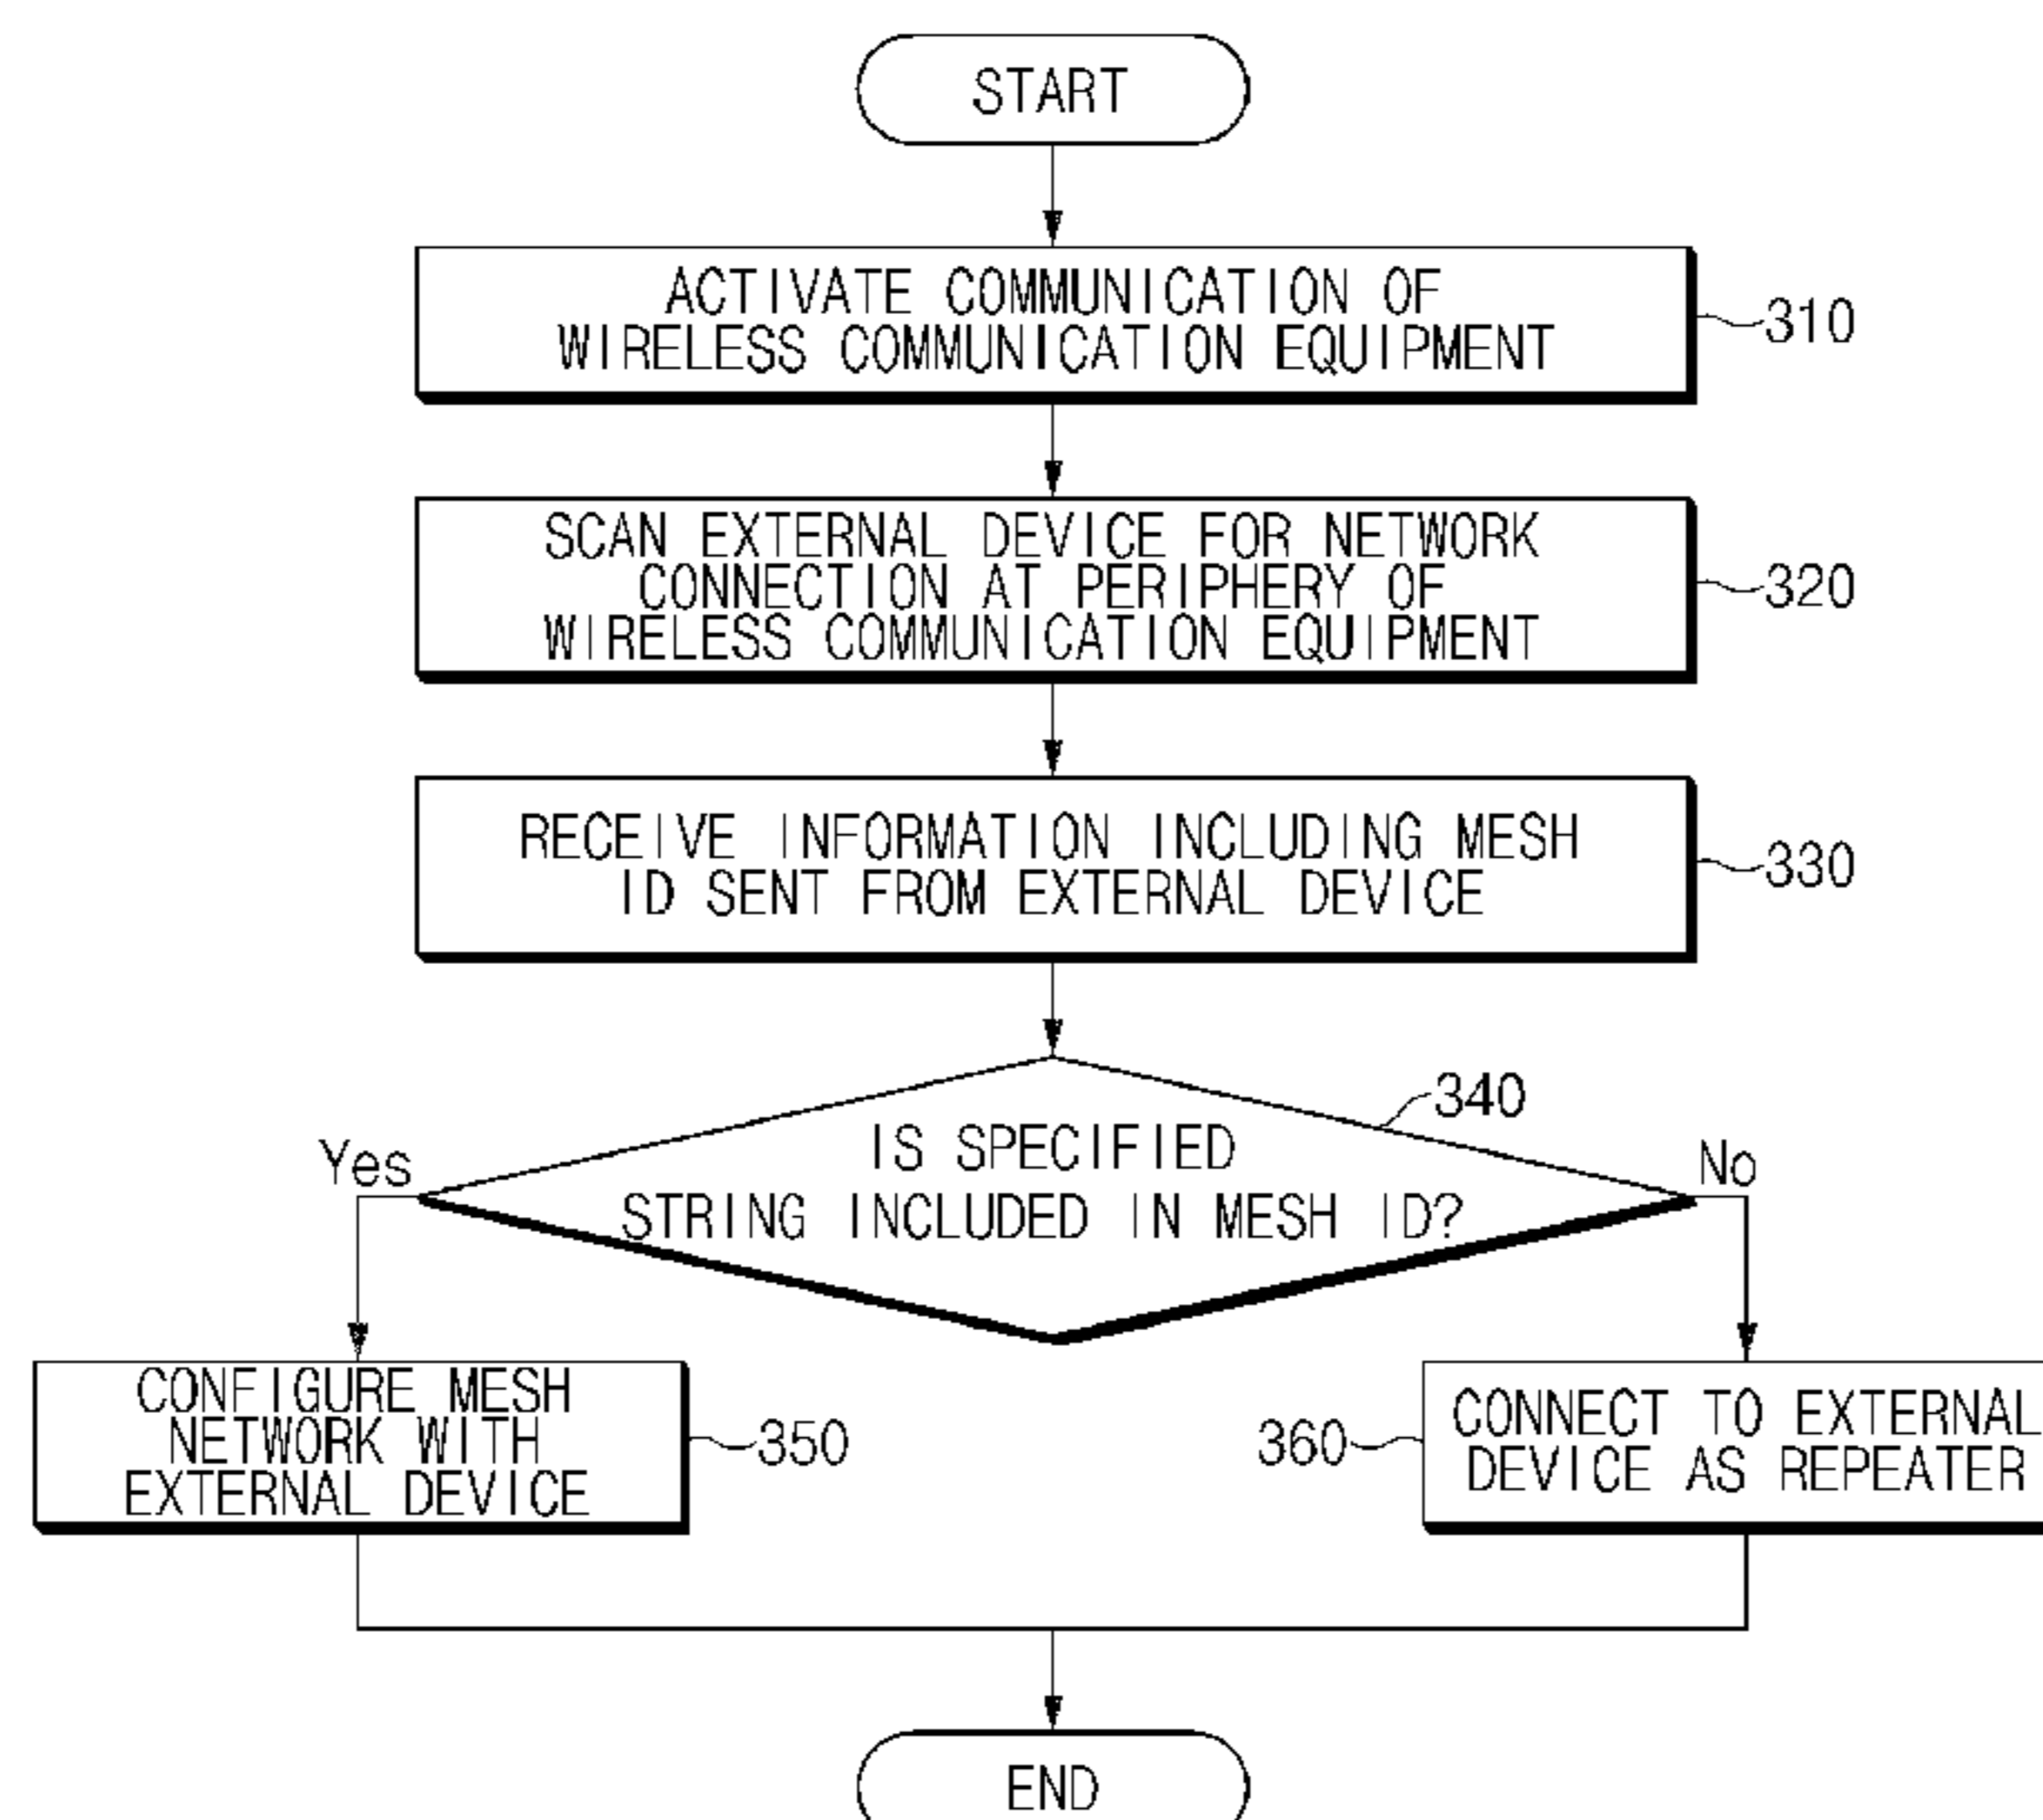 START
ACTIVATE COMMUNICATION OF
WIRELESS COMMUNICATION EQUIPMENT
310
SCAN EXTERNAL DEVICE FOR NETWORK
CONNECTION AT PERIPHERY OF
WIRELESS COMMUNICATION EQUIPMENT
320
RECEIVE INFORMATION INCLUDING MESH
ID SENT FROM EXTERNAL DEVICE
330
340
IS SPECIFIED
STRING INCLUDED IN MESH ID?
Yes
No
CONFIGURE MESH
NETWORK WITH
EXTERNAL DEVICE
350
360
CONNECT TO EXTERNAL
DEVICE AS REPEATER
END